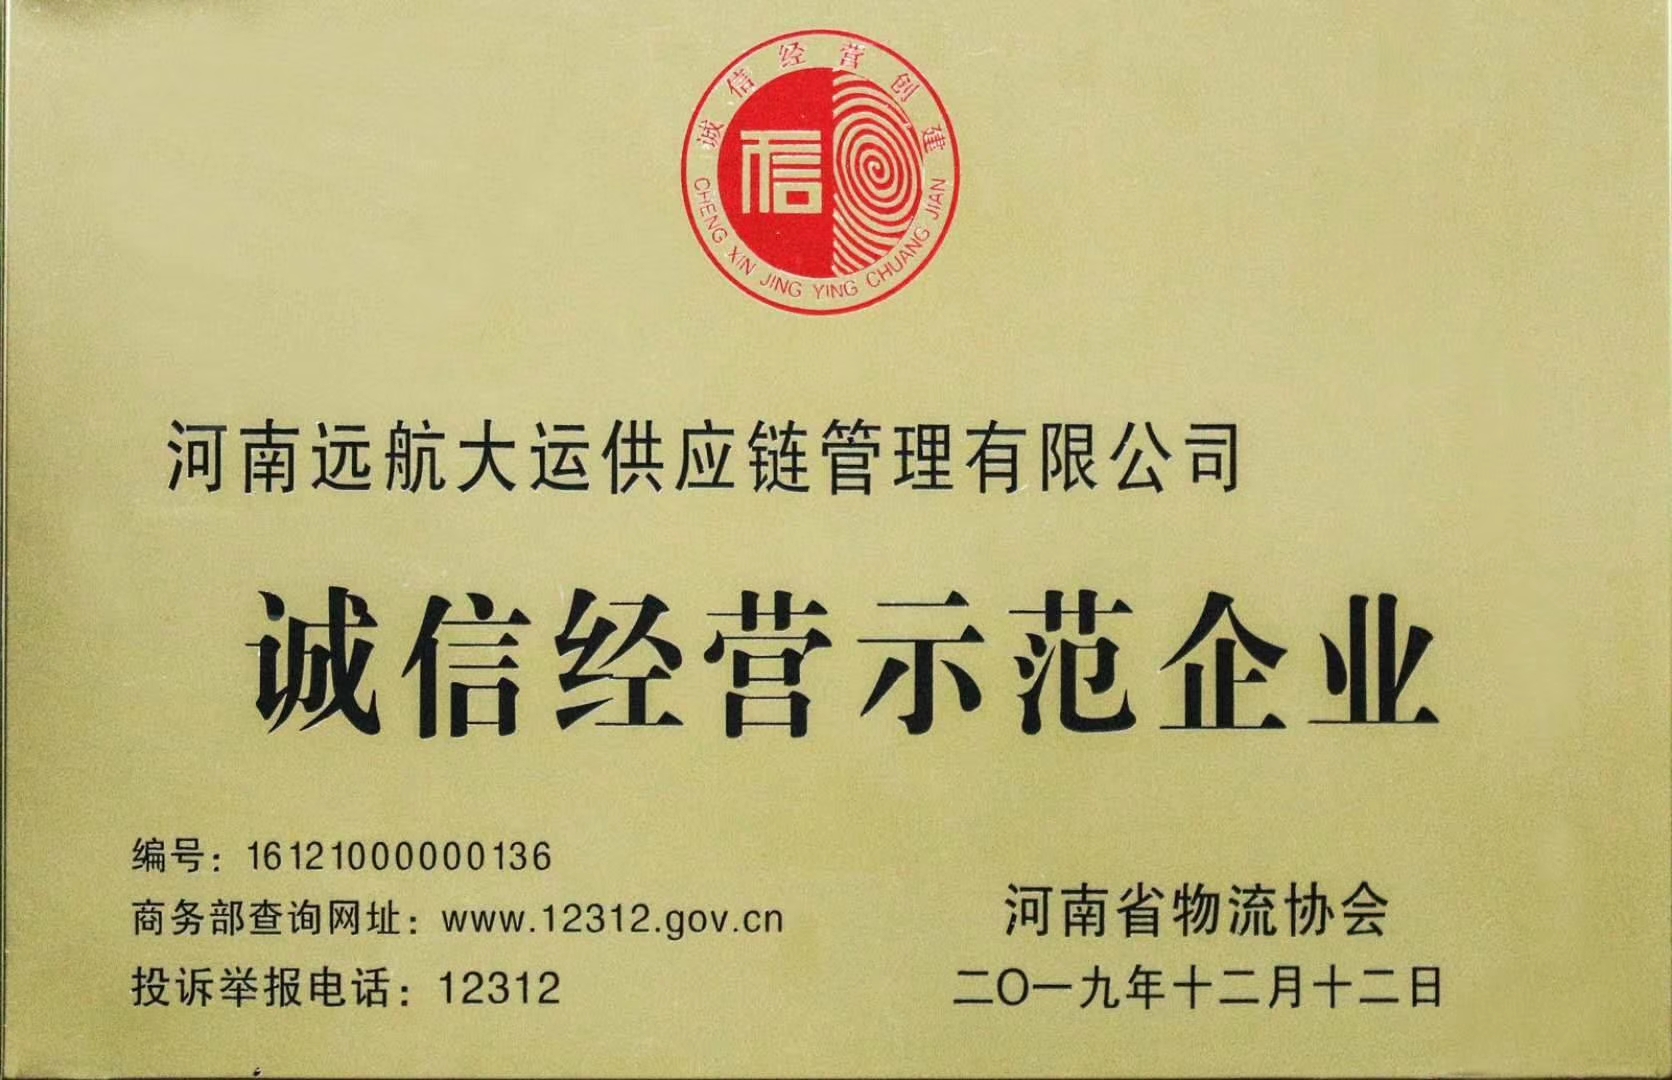 诚信经营创建
信
CHENG XIN JING YING CHUANG JIAN
河南远航大运供应链管理有限公司
诚信经营示范企业
编号：16121000000136
商务部查询网址：www.12312.gov.cn
投诉举报电话：12312
河南省物流协会
二〇一九年十二月十二日